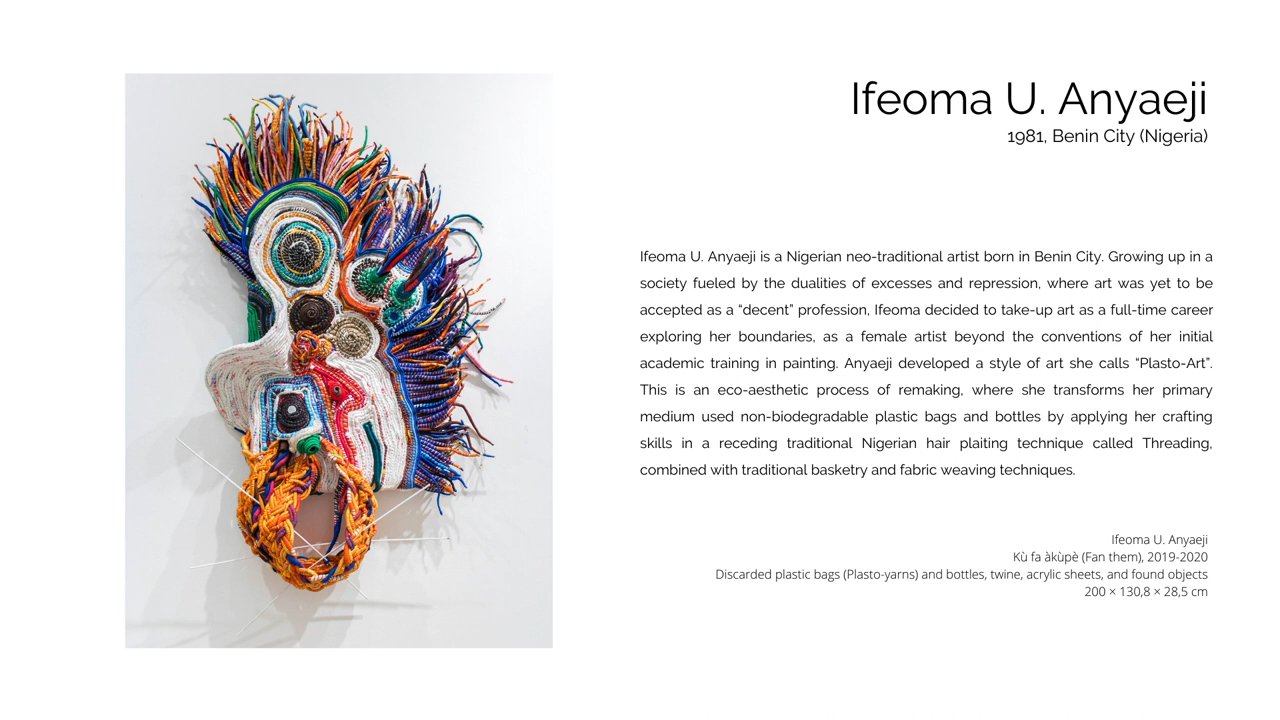 Ifeoma U. Anyaeji
1981, Benin City (Nigeria)
Ifeoma U. Anyaeji is a Nigerian neo-traditional artist born in Benin City. Growing up in a
society fueled by the dualities of excesses and repression, where art was yet to be
accepted as a “decent” profession, Ifeoma decided to take-up art as a full-time career
exploring her boundaries, as a female artist beyond the conventions of her initial
academic training in painting. Anyaeji developed a style of art she calls “Plasto-Art”.
This is an eco-aesthetic process of remaking, where she transforms her primary
medium used non-biodegradable plastic bags and bottles by applying her crafting
skills in a receding traditional Nigerian hair plaiting technique called Threading,
combined with traditional basketry and fabric weaving techniques.
Ifeoma U. Anyaeji
Kù fa àkùpè (Fan them), 2019-2020
Discarded plastic bags (Plasto-yarns) and bottles, twine, acrylic sheets, and found objects
200 × 130,8 × 28,5 cm